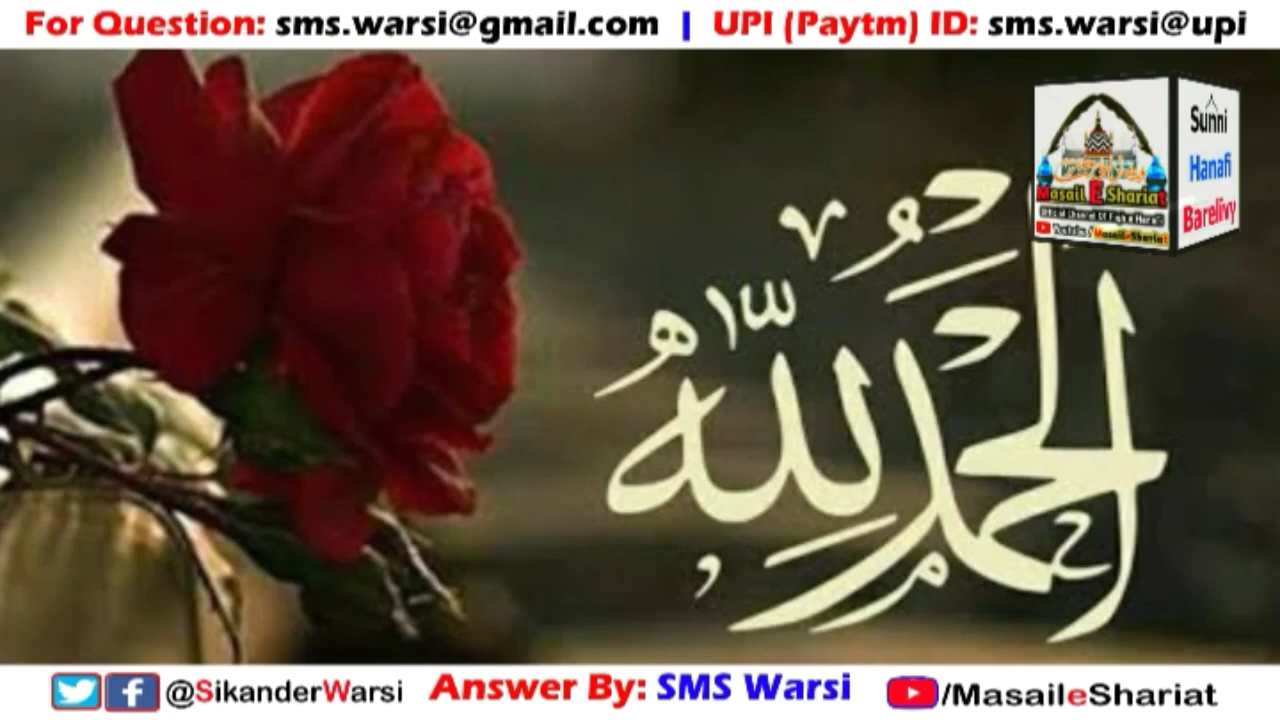 For Question: sms.warsi@gmail.com | UPI (Paytm) ID: sms.warsi@upi
Sunni
Hanafi
Barelivy
Masail E Shariat
الحمد لله
@SikanderWarsi
Answer By: SMS Warsi
/MasaileShariat